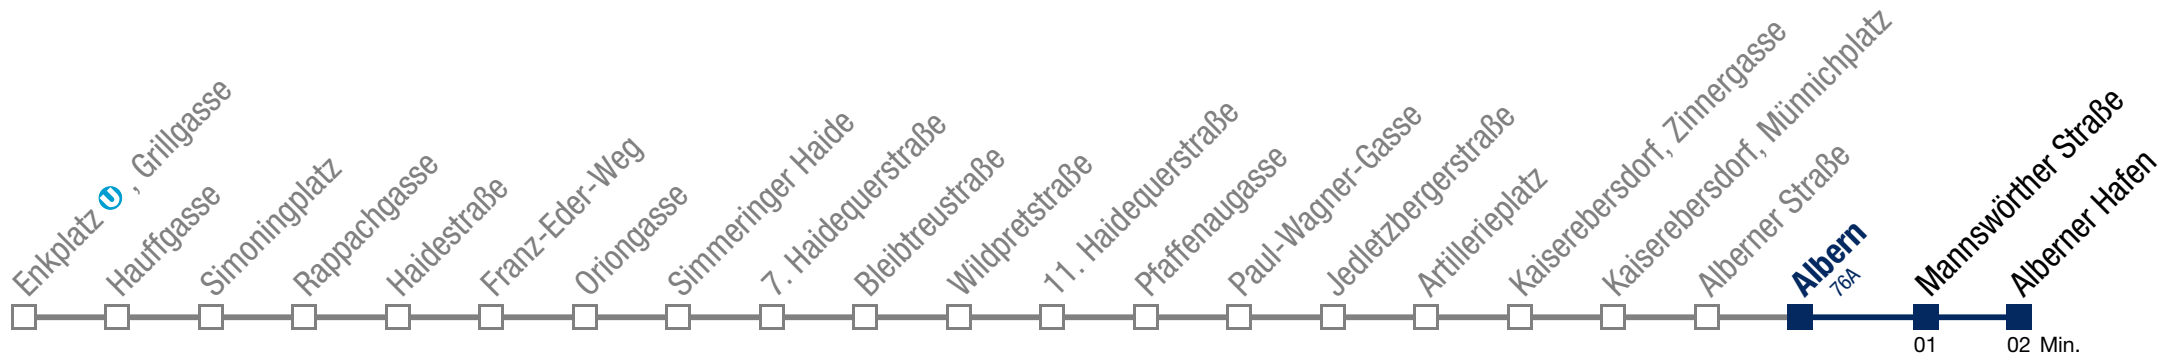 Enkplatz U, Grillgasse
Hauffgasse
Simoningplatz
Rappachgasse
Haidestraße
Franz-Eder-Weg
Oriongasse
Simmeringer Haide
7. Haidequerstraße
Bleibtreustraße
Wildpretstraße
11. Haidequerstraße
Pfaffenaugasse
Paul-Wagner-Gasse
Jedletzbergerstraße
Artillerieplatz
Kaiserebersdorf, Zinnergasse
Kaiserebersdorf, Münnichplatz
Alberner Straße
Albern
76A
Mannswörther Straße
Alberner Hafen
01 02 Min.